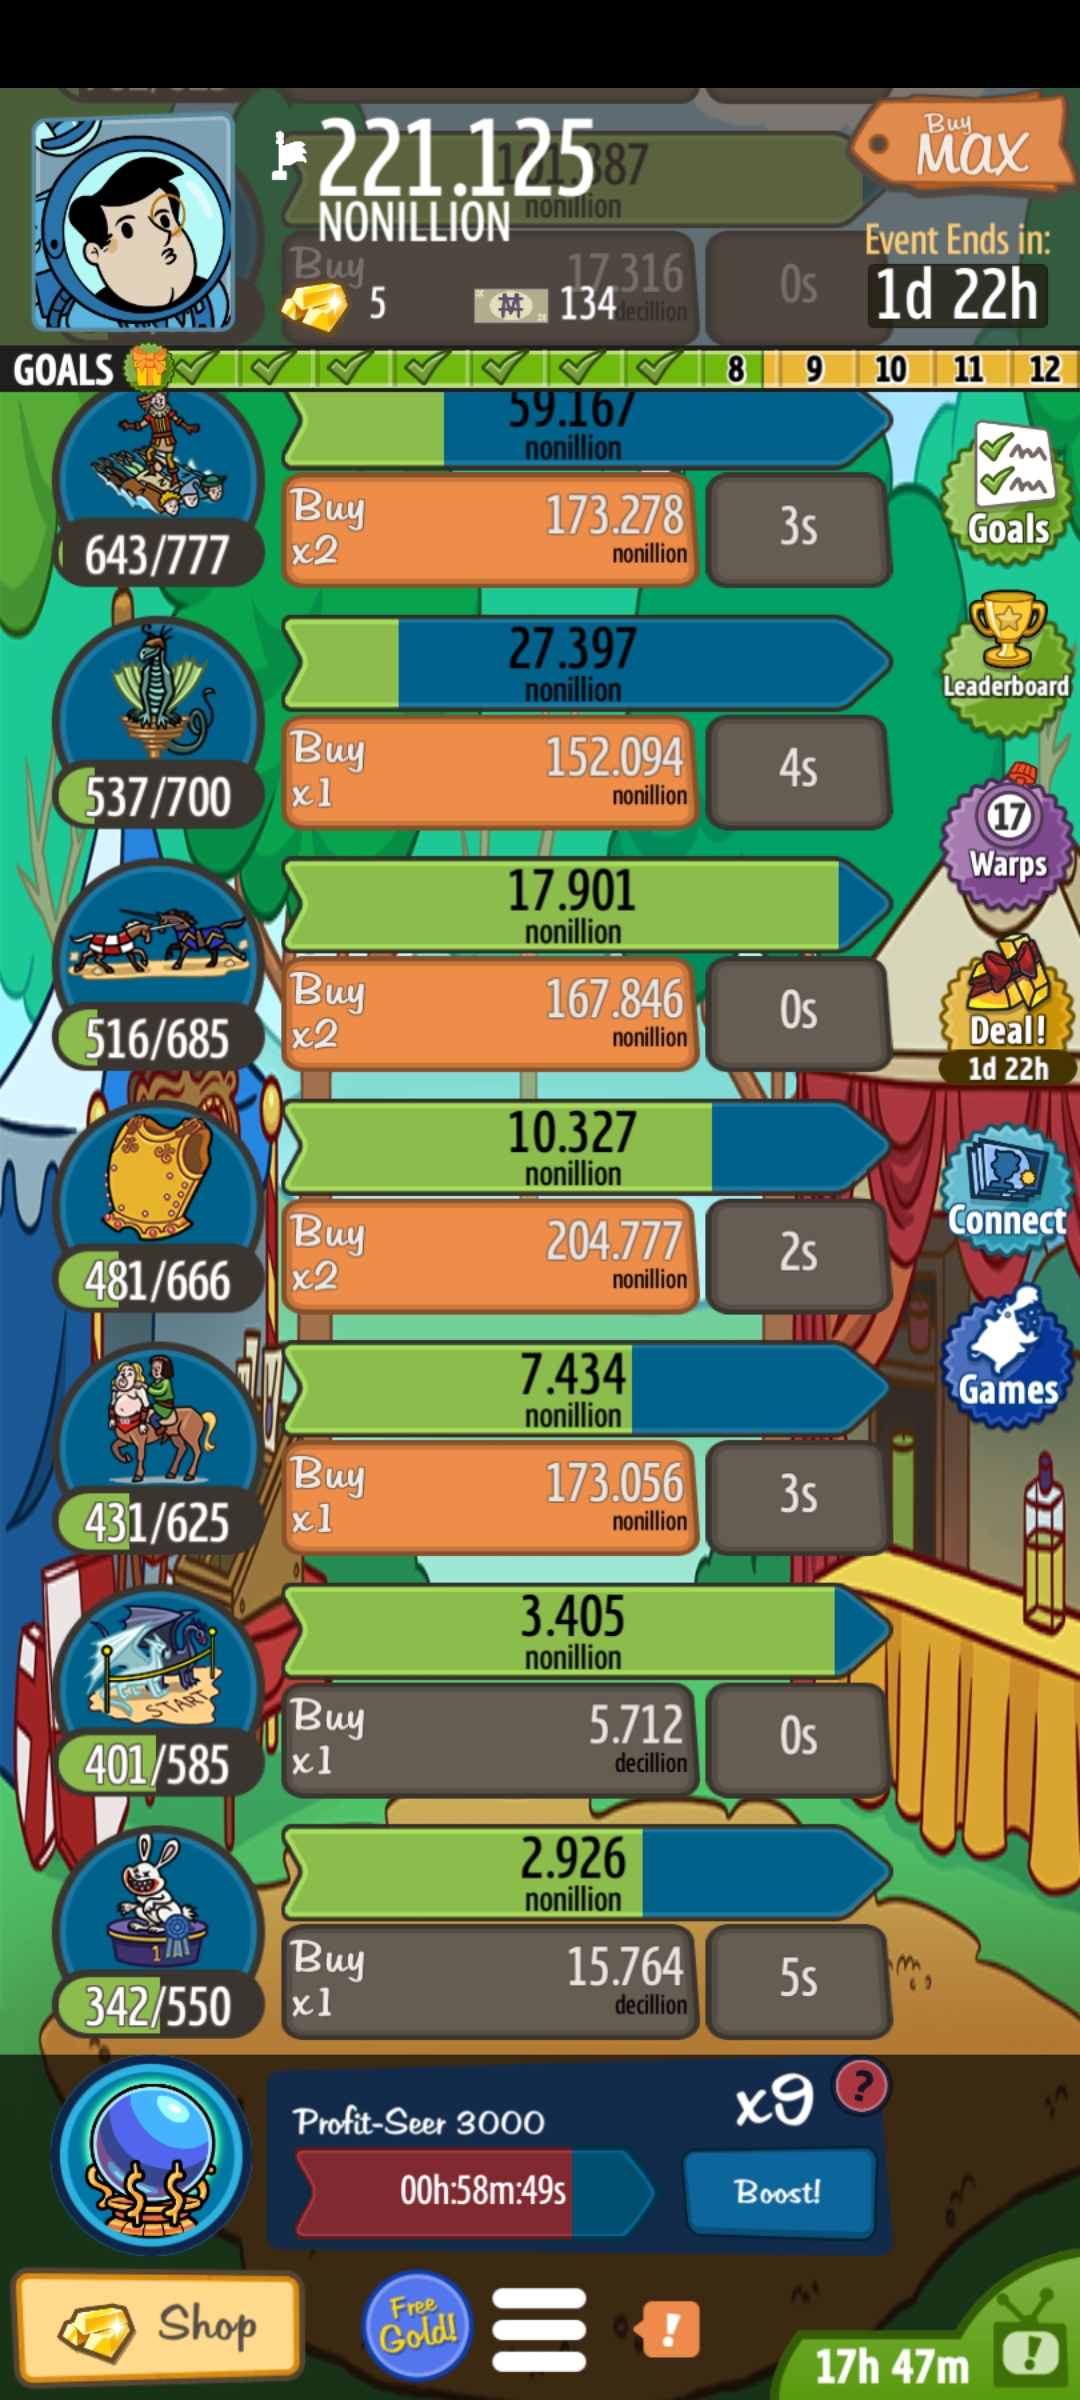 221.125
NONILLION
101.387
nonillion
Buy
MAX
Event Ends in:
1d 22h
Buy
17.316
decillion
0s
5
134
GOALS
8
9
10
11
12
59.167
nonillion
Buy
x2
173.278
nonillion
3s
643/777
Goals
27.397
nonillion
Buy
x1
152.094
nonillion
4s
537/700
Leaderboard
17
Warps
17.901
nonillion
Buy
x2
167.846
nonillion
0s
516/685
Deal!
1d 22h
10.327
nonillion
Buy
x2
204.777
nonillion
2s
481/666
Connect
7.434
nonillion
Buy
x1
173.056
nonillion
3s
431/625
Games
3.405
nonillion
START
Buy
x1
5.712
decillion
0s
401/585
2.926
nonillion
1
Buy
x1
15.764
decillion
5s
342/550
Profit-Seer 3000
x9
?
00h:58m:49s
Boost!
Shop
Free
Gold!
!
17h 47m
!